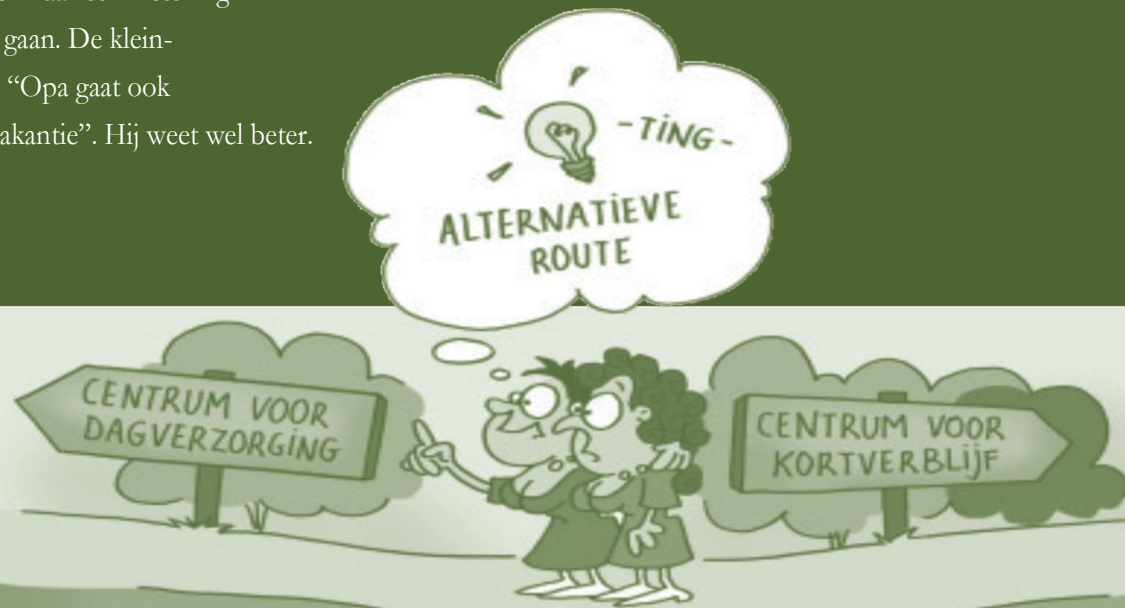 gaan. De klein-
“Opa gaat ook
akantie”. Hij weet wel beter.
-TiNG-
ALTERNATiEVE
ROUTE
CENTRUM VOOR
DAGVERZORGiNG
CENTRUM VOOR
KORTVERBLiJF